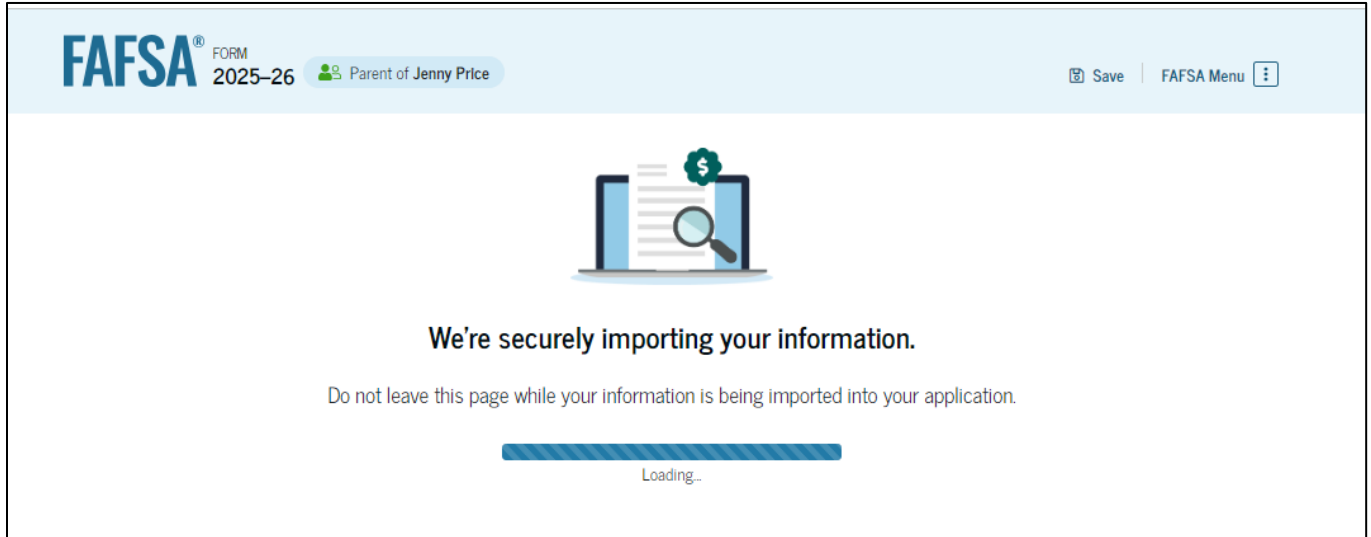 FAFSA® FORM
2025–26
Parent of Jenny Price
Save
FAFSA Menu
$
We're securely importing your information.
Do not leave this page while your information is being imported into your application.
Loading...